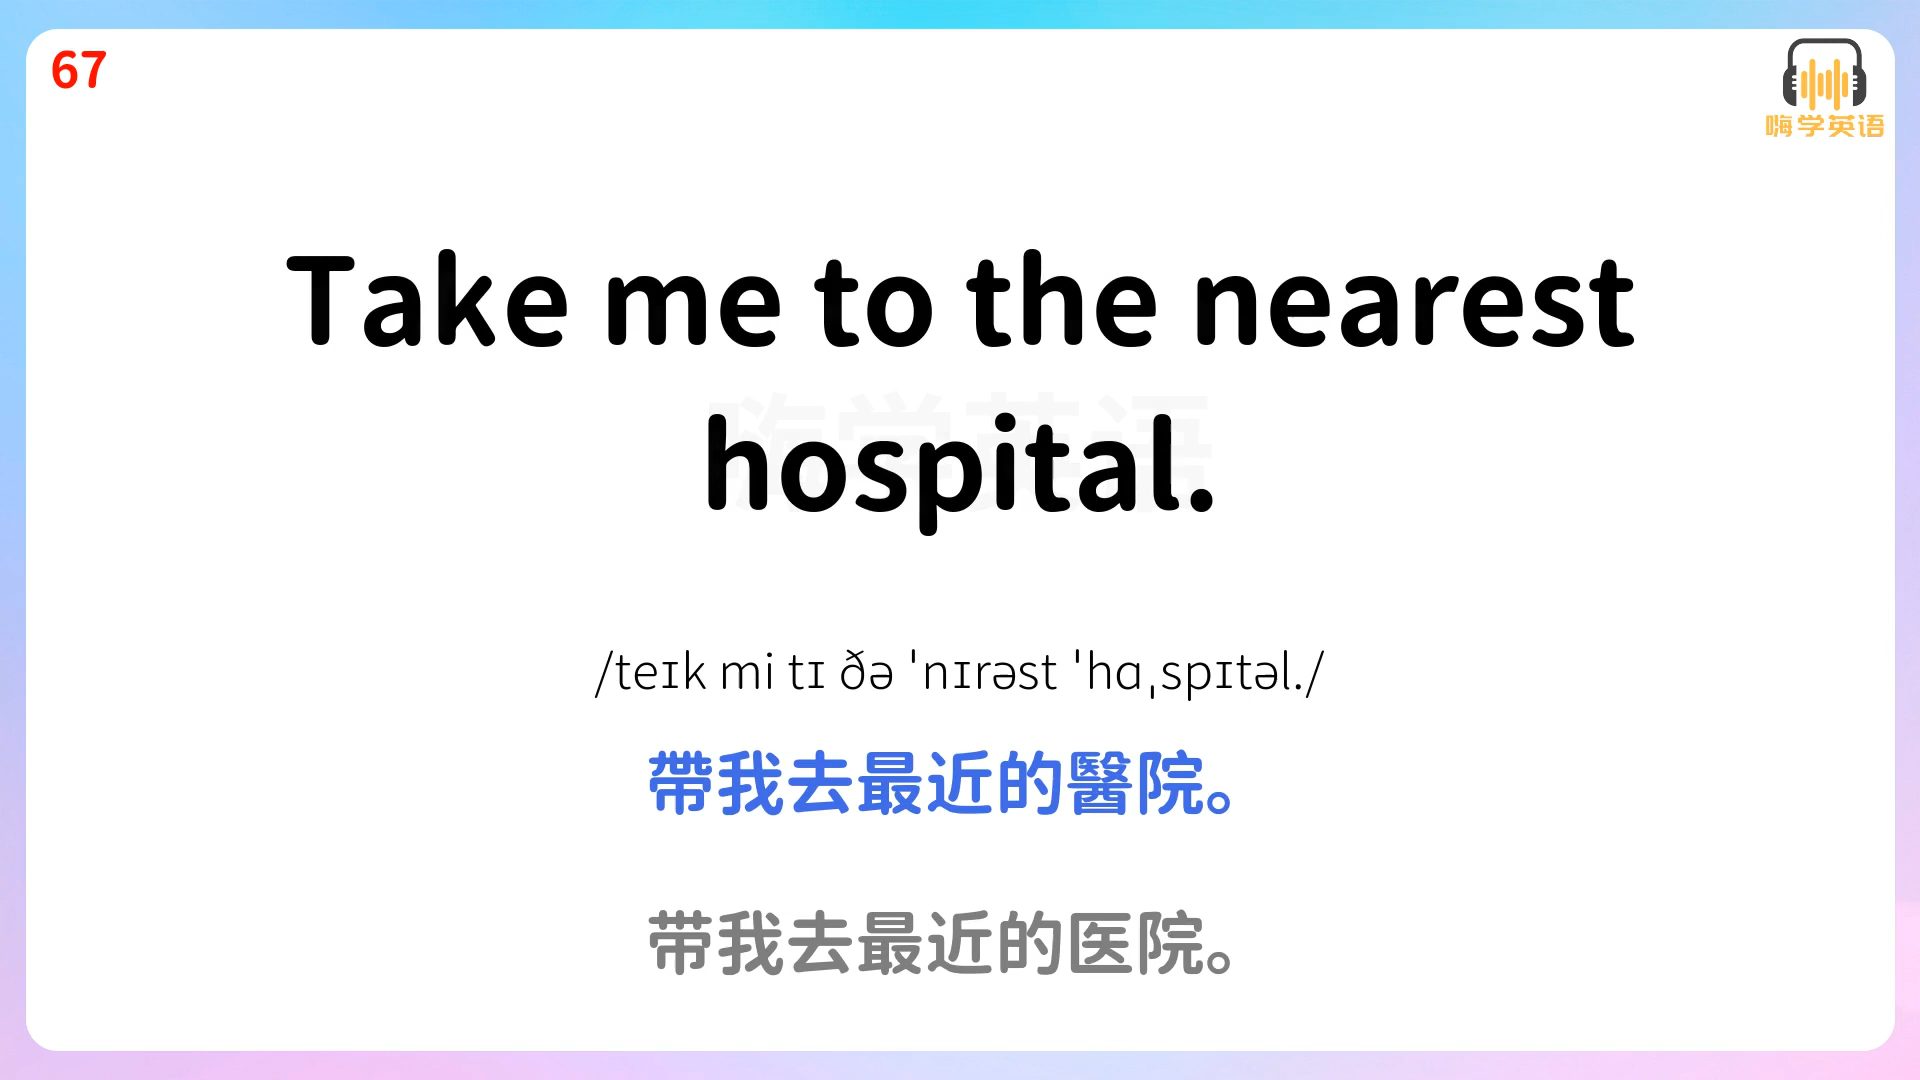 67
嗨学英语
Take me to the nearest
hospital.
/teɪk mi tɪ ðə ˈnɪrəst ˈhɑˌspɪtəl./
帶我去最近的醫院。
带我去最近的医院。